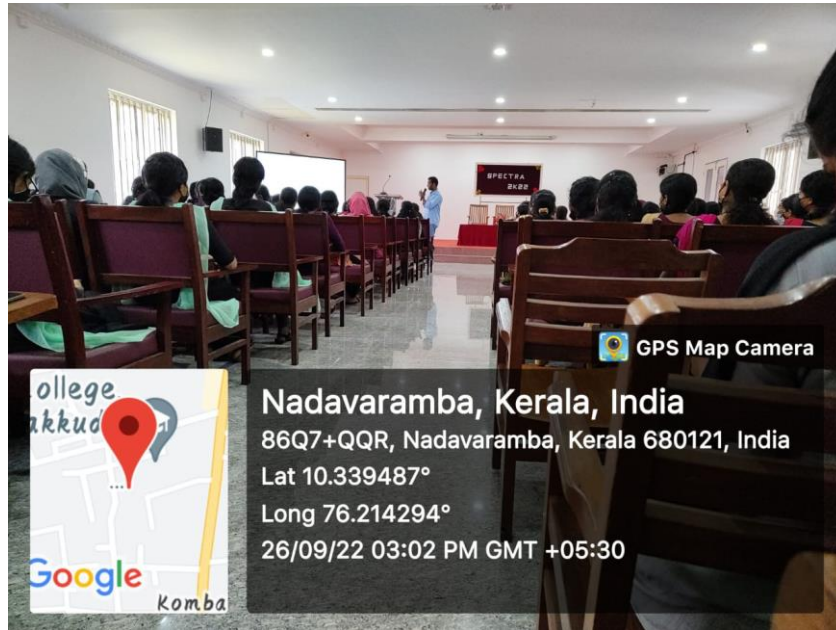 SPECTRA
2K22
GPS Map Camera
ollege
akkud
Google
Komba
Nadavaramba, Kerala, India
86Q7+QQR, Nadavaramba, Kerala 680121, India
Lat 10.339487°
Long 76.214294°
26/09/22 03:02 PM GMT +05:30